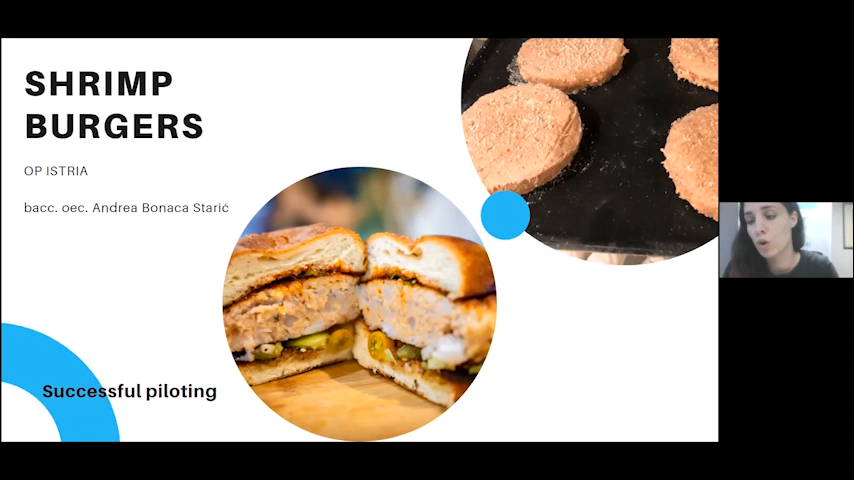 SHRIMP
BURGERS
OP ISTRIA
bacc. oec. Andrea Bonaca Starić
Successful piloting